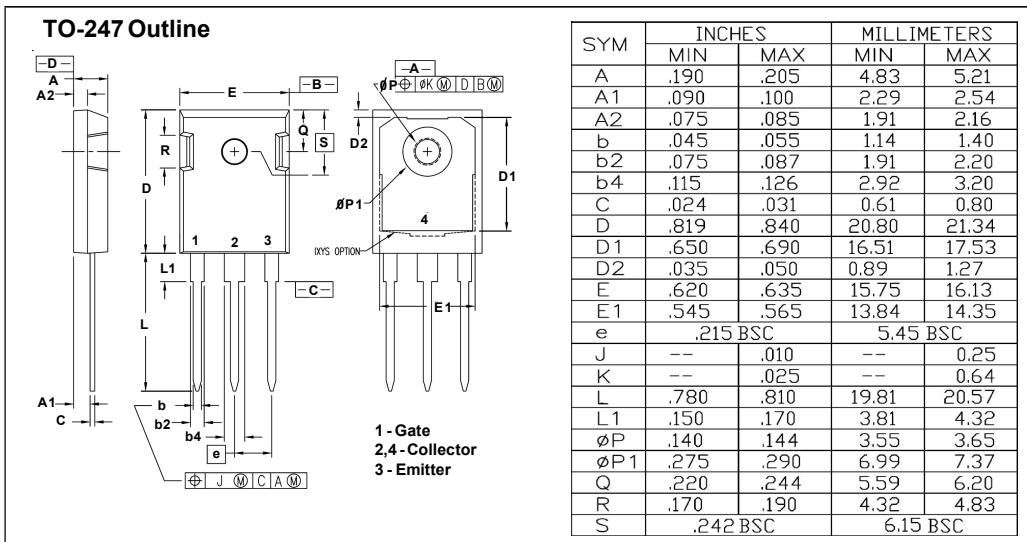 TO-247 Outline
-D-
A
A2
E
-B-
R
D
Q
S
1 2 3
L1
-C-
L
A1
C
b
b2
b4
e
⌖ J Ⓜ C A Ⓜ
-A-
øP ⌖ øK Ⓜ D B Ⓜ
D2
D1
øP1
4
IXYS OPTION
E1
1 - Gate
2,4 - Collector
3 - Emitter
SYM INCHES MILLIMETERS
MIN MAX MIN MAX
A .190 .205 4.83 5.21
A1 .090 .100 2.29 2.54
A2 .075 .085 1.91 2.16
b .045 .055 1.14 1.40
b2 .075 .087 1.91 2.20
b4 .115 .126 2.92 3.20
C .024 .031 0.61 0.80
D .819 .840 20.80 21.34
D1 .650 .690 16.51 17.53
D2 .035 .050 0.89 1.27
E .620 .635 15.75 16.13
E1 .545 .565 13.84 14.35
e .215 BSC 5.45 BSC
J -- .010 -- 0.25
K -- .025 -- 0.64
L .780 .810 19.81 20.57
L1 .150 .170 3.81 4.32
øP .140 .144 3.55 3.65
øP1 .275 .290 6.99 7.37
Q .220 .244 5.59 6.20
R .170 .190 4.32 4.83
S .242 BSC 6.15 BSC